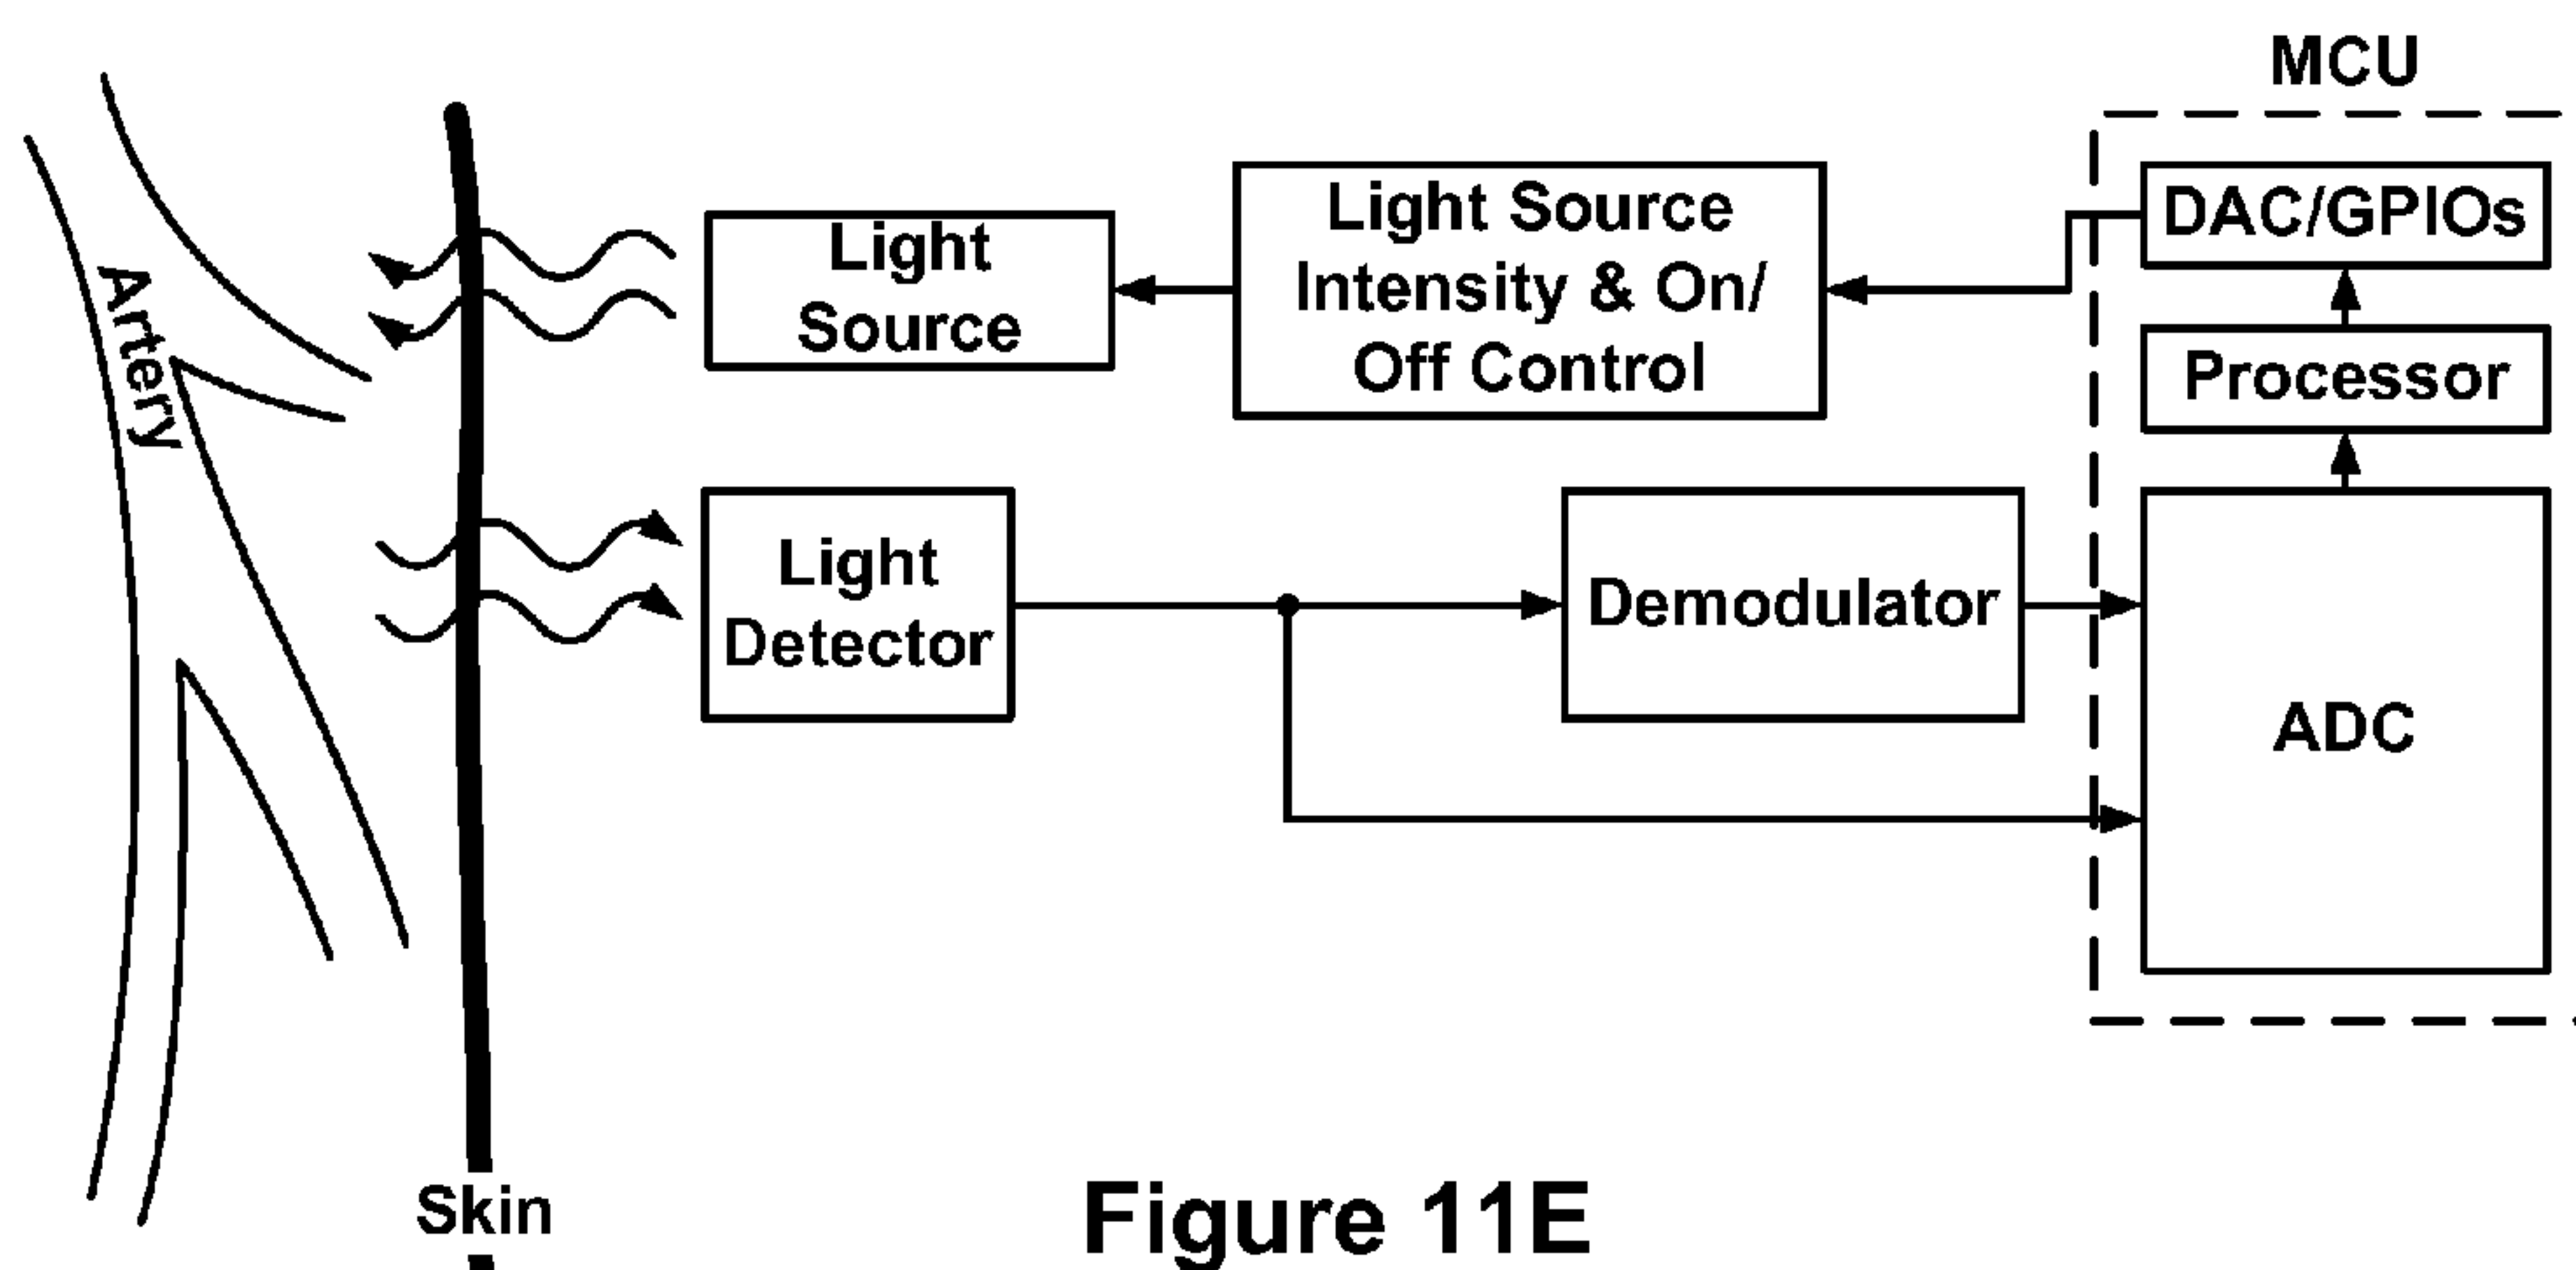 MCU
Light
Source
Light Source
Intensity & On/
Off Control
DAC/GPIOs
Processor
Artery
Light
Detector
Demodulator
ADC
Skin
Figure 11E